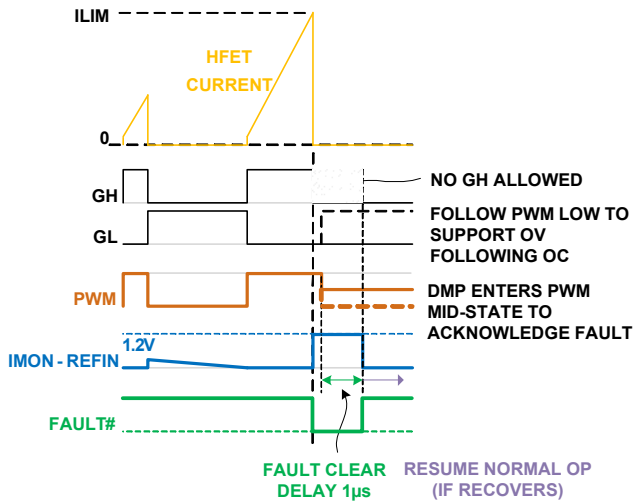 ILIM
HFET
CURRENT
0
GH
NO GH ALLOWED
GL
FOLLOW PWM LOW TO
SUPPORT OV
FOLLOWING OC
PWM
DMP ENTERS PWM
MID-STATE TO
ACKNOWLEDGE FAULT
1.2V
IMON - REFIN
FAULT#
FAULT CLEAR
DELAY 1µs
RESUME NORMAL OP
(IF RECOVERS)